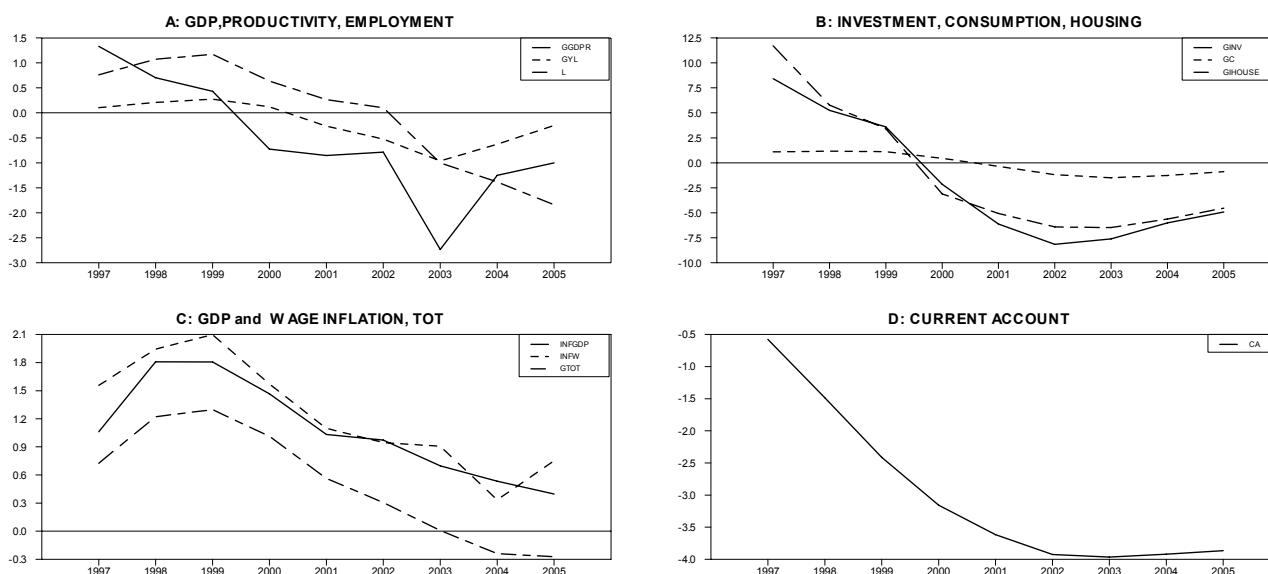 A: GDP,PRODUCTIVITY, EMPLOYMENT
1.5
1.0
0.5
0.0
-0.5
-1.0
-1.5
-2.0
-2.5
-3.0
GGDPR
GYL
L
1997 1998 1999 2000 2001 2002 2003 2004 2005
B: INVESTMENT, CONSUMPTION, HOUSING
12.5
10.0
7.5
5.0
2.5
0.0
-2.5
-5.0
-7.5
-10.0
GINV
GC
GIHOUSE
1997 1998 1999 2000 2001 2002 2003 2004 2005
C: GDP and W AGE INFLATION, TOT
2.1
1.8
1.5
1.2
0.9
0.6
0.3
0.0
-0.3
INFGDP
INFW
GTOT
1997 1998 1999 2000 2001 2002 2003 2004 2005
D: CURRENT ACCOUNT
-0.5
-1.0
-1.5
-2.0
-2.5
-3.0
-3.5
-4.0
CA
1997 1998 1999 2000 2001 2002 2003 2004 2005